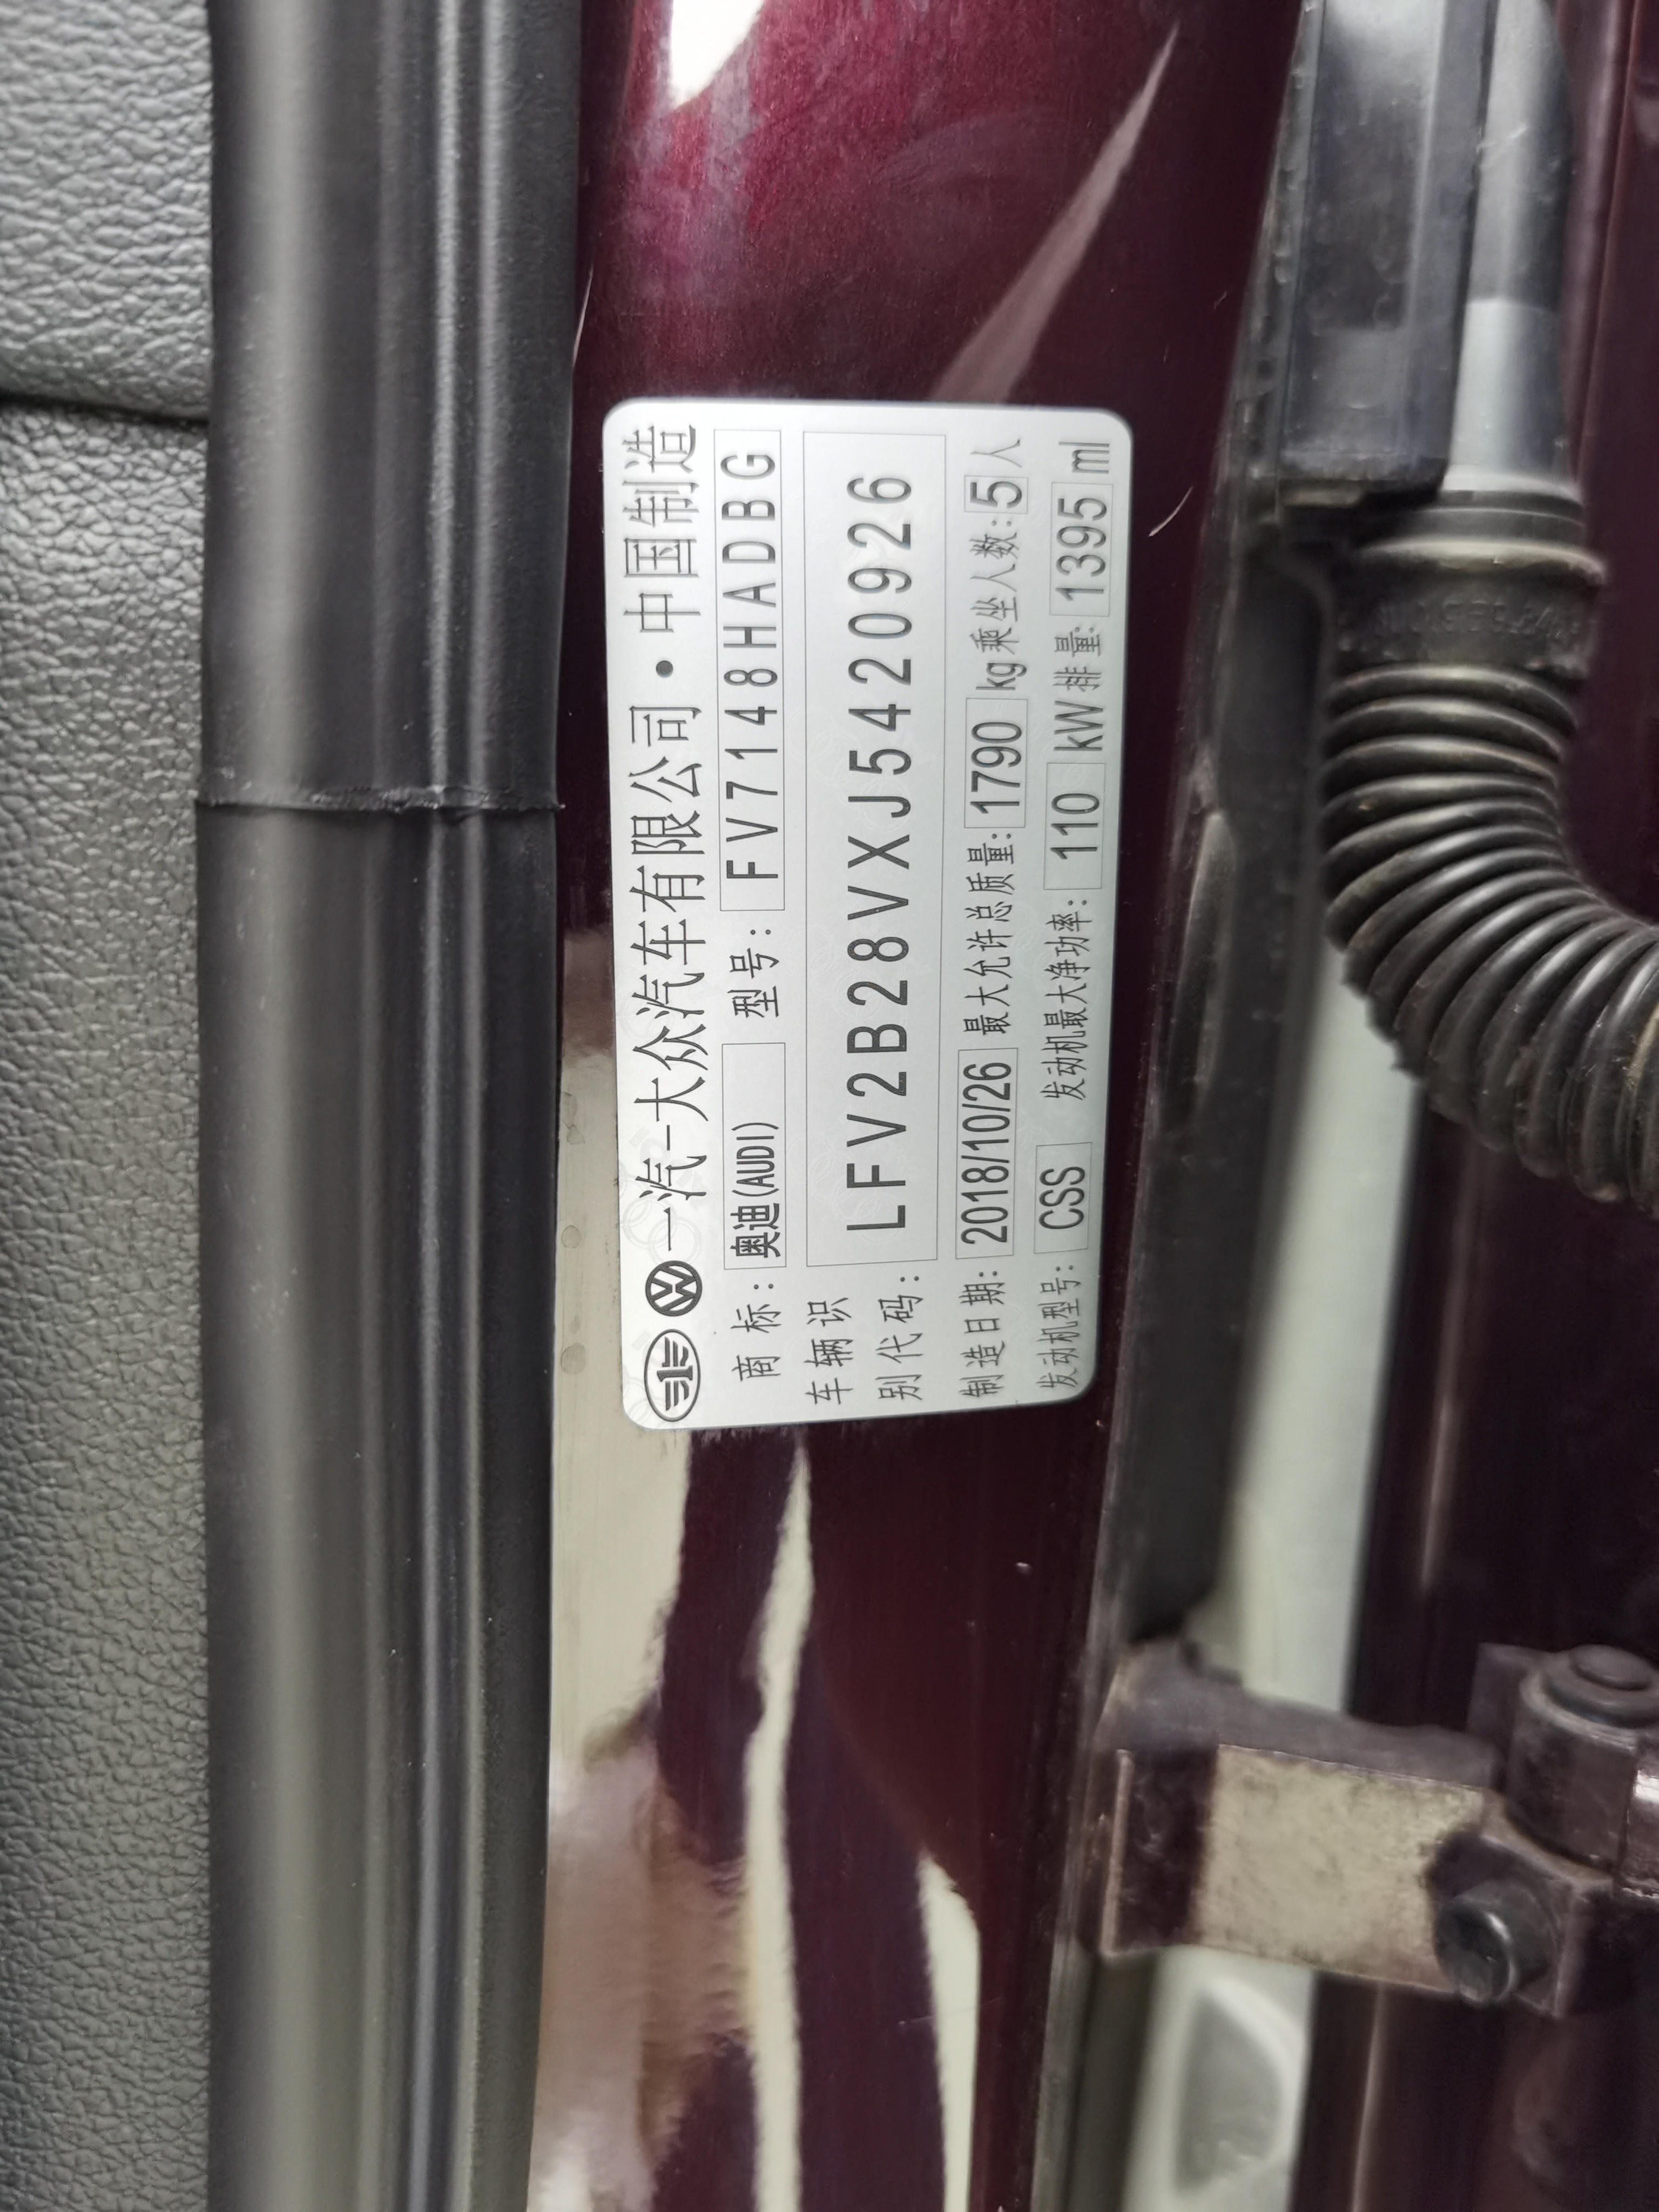 一汽-大众汽车有限公司·中国制造
商标: 奥迪(AUDI) 型号: FV7148HADBG
车辆识别代码: LFV2B28VXJ5420926
制造日期: 2018/10/26 最大允许总质量: 1790 kg 乘坐人数: 5 人
发动机型号: CSS 发动机最大净功率: 110 kW 排量: 1395 ml